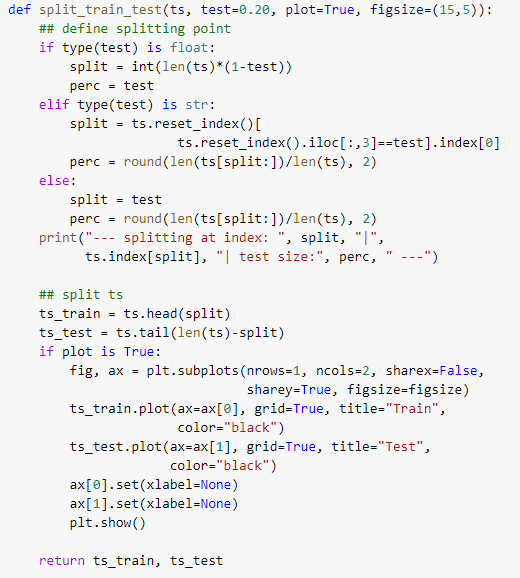 def split_train_test(ts, test=0.20, plot=True, figsize=(15,5)):
    ## define splitting point
    if type(test) is float:
        split = int(len(ts)*(1-test))
        perc = test
    elif type(test) is str:
        split = ts.reset_index()[
                      ts.reset_index().iloc[:,3]==test].index[0]
        perc = round(len(ts[split:])/len(ts), 2)
    else:
        split = test
        perc = round(len(ts[split:])/len(ts), 2)
    print("--- splitting at index: ", split, "|",
          ts.index[split], "| test size:", perc, " ---")
    ## split ts
    ts_train = ts.head(split)
    ts_test = ts.tail(len(ts)-split)
    if plot is True:
        fig, ax = plt.subplots(nrows=1, ncols=2, sharex=False,
                               sharey=True, figsize=figsize)
        ts_train.plot(ax=ax[0], grid=True, title="Train",
                      color="black")
        ts_test.plot(ax=ax[1], grid=True, title="Test",
                     color="black")
        ax[0].set(xlabel=None)
        ax[1].set(xlabel=None)
        plt.show()
    return ts_train, ts_test